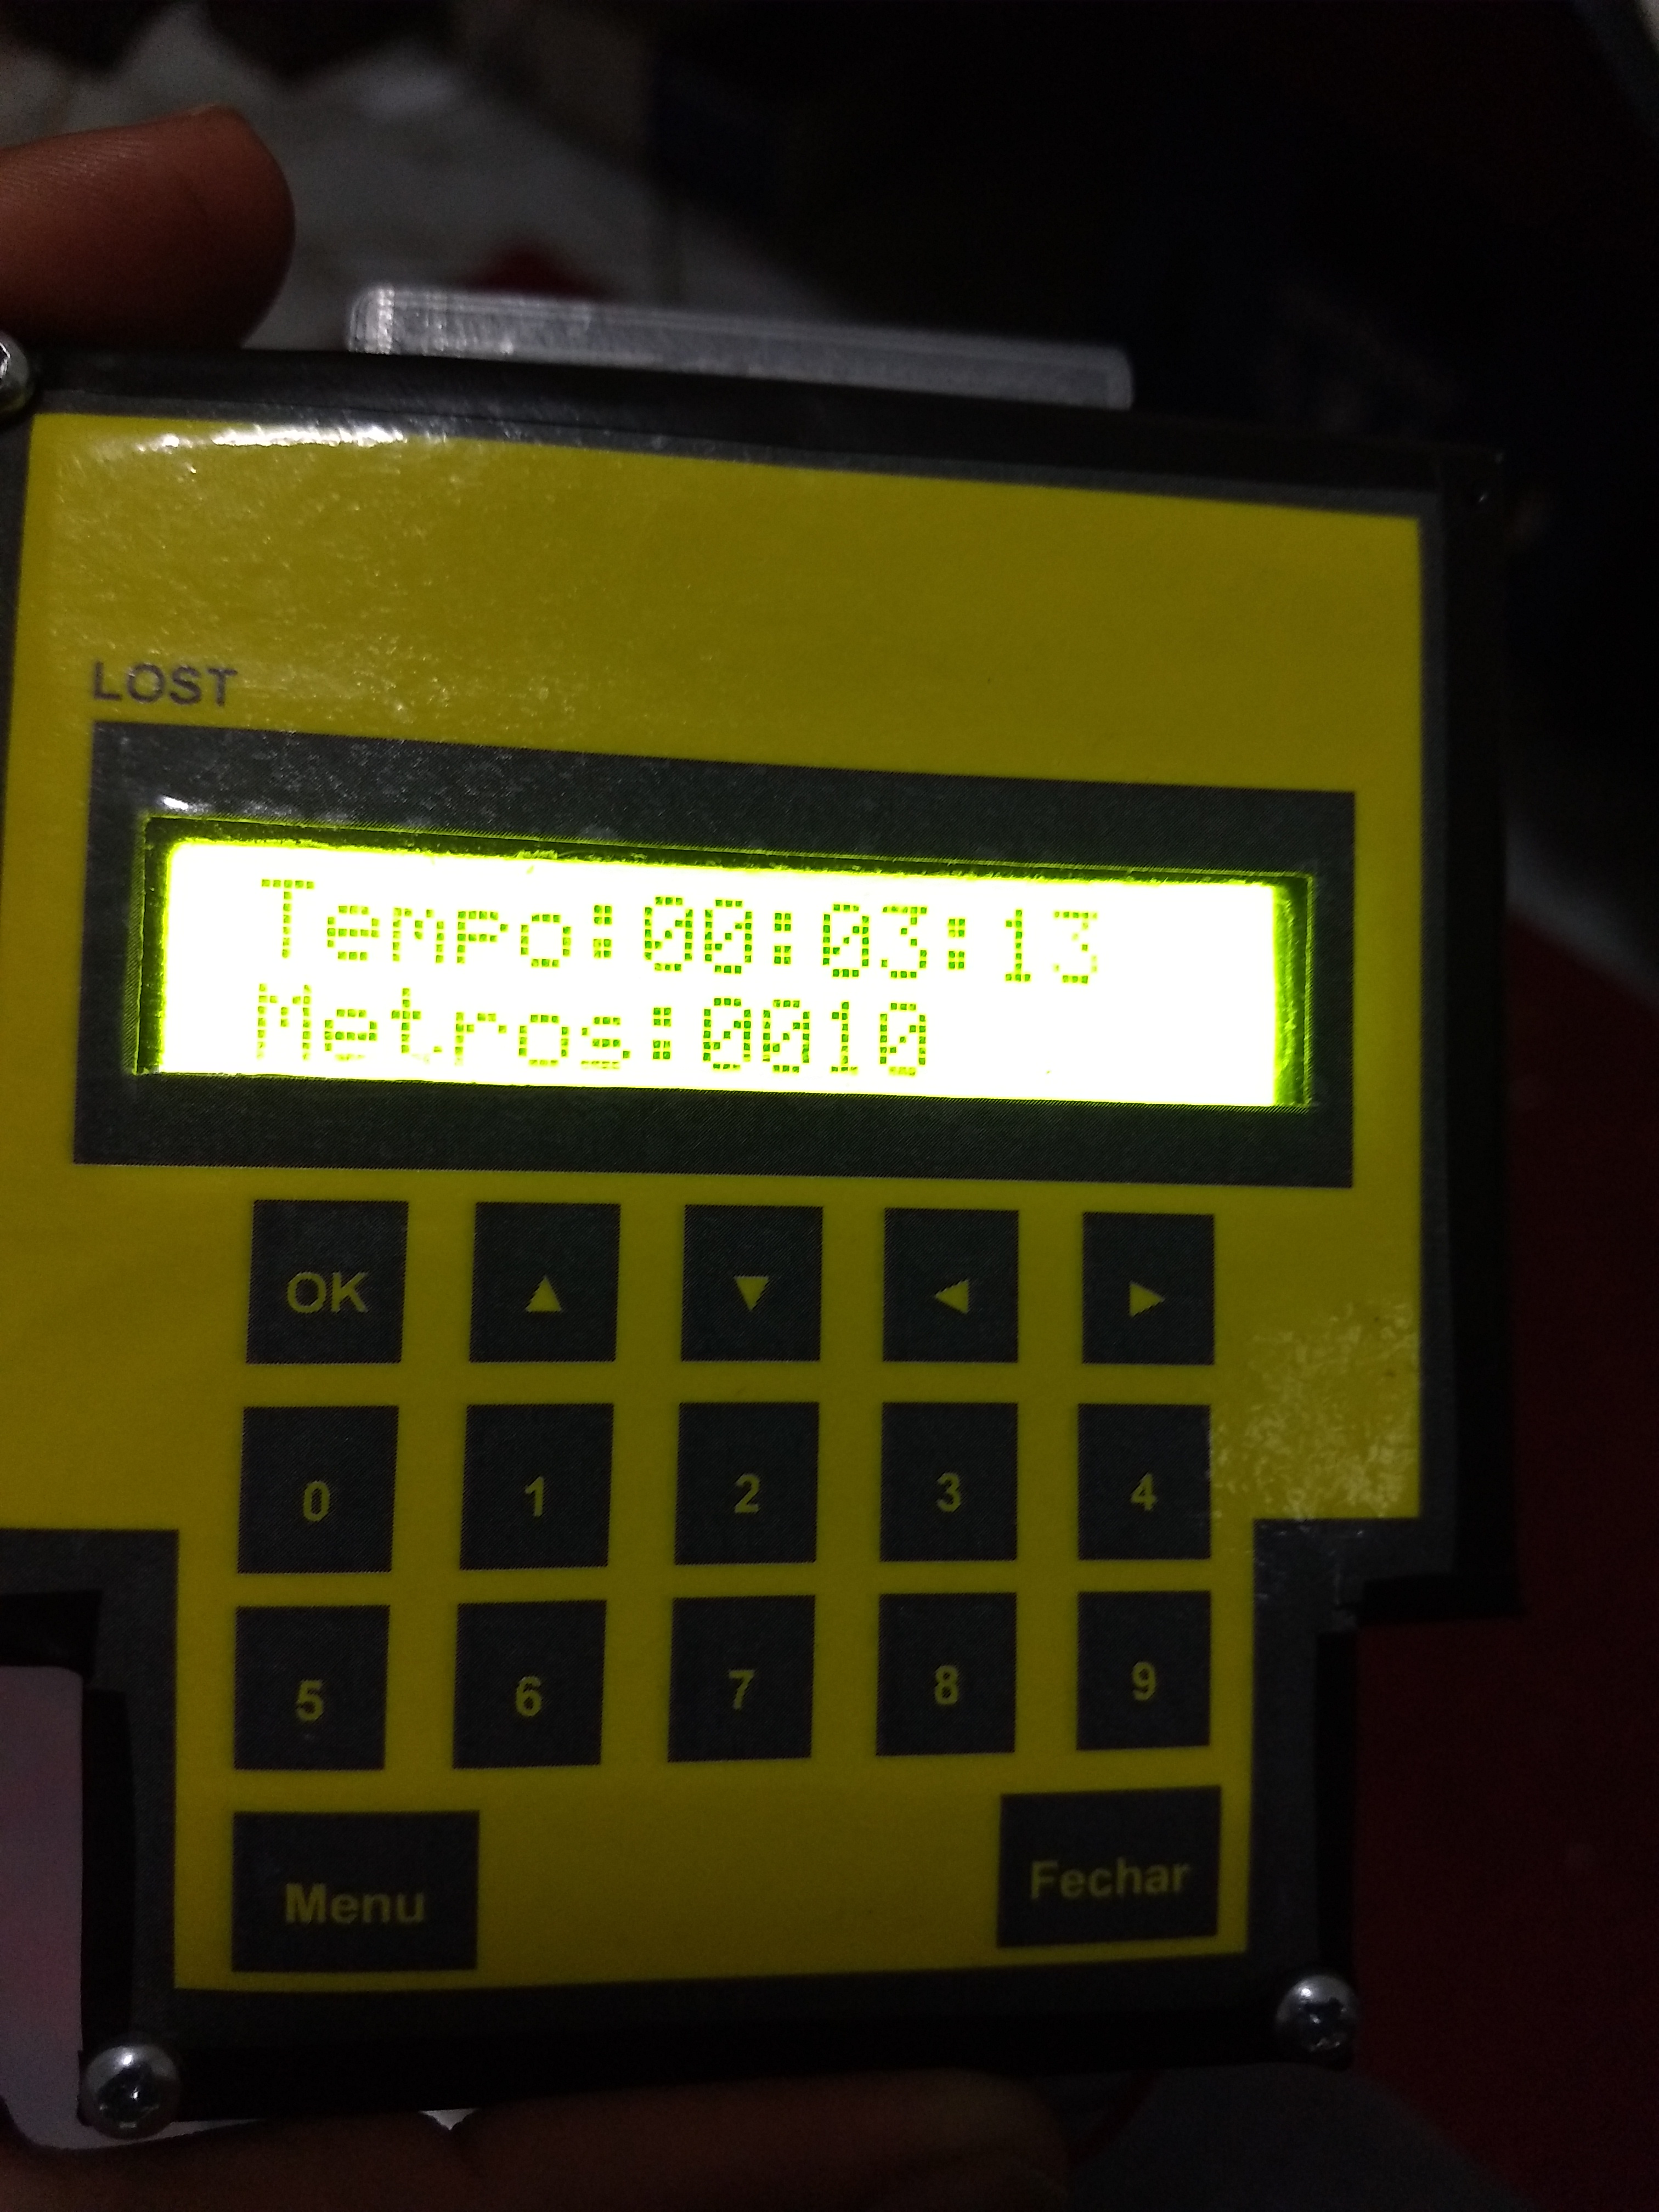 LOST
Tempo:00:03:13
Metros:0010
OK ▲ ▼ ◀ ▶
0 1 2 3 4
5 6 7 8 9
Menu Fechar